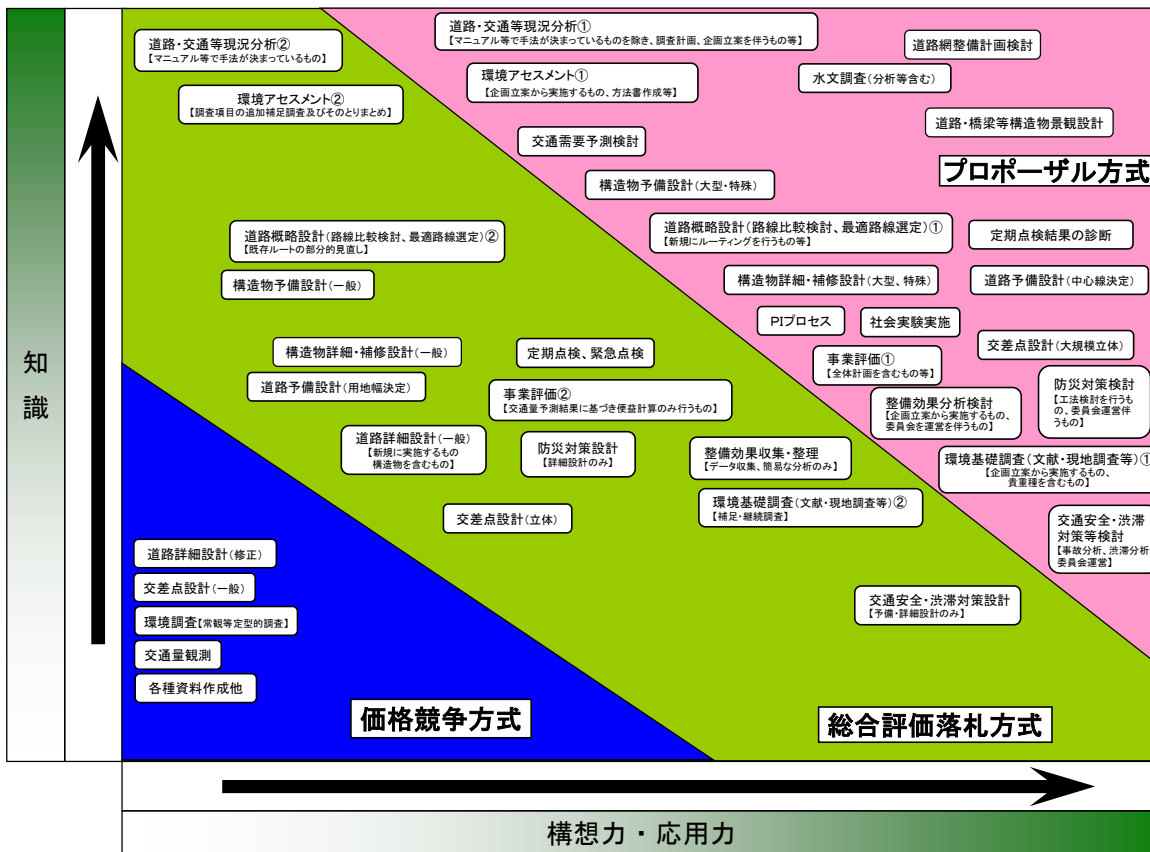 道路・交通等現況分析①
【マニュアル等で手法が決まっているものを除き、調査計画、企画立案を伴うもの等】
道路・交通等現況分析②
【マニュアル等で手法が決まっているもの】
道路網整備計画検討
環境アセスメント①
【企画立案から実施するもの、方法書作成等】
水文調査(分析等含む)
環境アセスメント②
【調査項目の追加補足調査及びそのとりまとめ】
道路・橋梁等構造物景観設計
交通需要予測検討
プロポーザル方式
構造物予備設計(大型・特殊)
道路概略設計(路線比較検討、最適路線選定)①
【新規にルーティングを行うもの等】
定期点検結果の診断
道路概略設計(路線比較検討、最適路線選定)②
【既存ルートの部分的見直し】
構造物詳細・補修設計(大型、特殊)
道路予備設計(中心線決定)
構造物予備設計(一般)
PIプロセス
社会実験実施
交差点設計(大規模立体)
構造物詳細・補修設計(一般)
定期点検、緊急点検
事業評価①
【全体計画を含むもの等】
知識
道路予備設計(用地幅決定)
事業評価②
【交通量予測結果に基づき便益計算のみ行うもの】
整備効果分析検討
【企画立案から実施するもの、
委員会を運営を伴うもの】
防災対策検討
【工法検討を行うも
の、委員会運営伴
うもの】
道路詳細設計(一般)
【新規に実施するもの
構造物を含むもの】
防災対策設計
【詳細設計のみ】
整備効果収集・整理
【データ収集、簡易な分析のみ】
環境基礎調査(文献・現地調査等)①
【企画立案から実施するもの、
貴重種を含むもの】
環境基礎調査(文献・現地調査等)②
【補足・継続調査】
交差点設計(立体)
交通安全・渋滞
対策等検討
【事故分析、渋滞分析
委員会運営】
道路詳細設計(修正)
交差点設計(一般)
環境調査【常観等定型的調査】
交通量観測
各種資料作成他
交通安全・渋滞対策設計
【予備・詳細設計のみ】
価格競争方式
総合評価落札方式
構想力・応用力